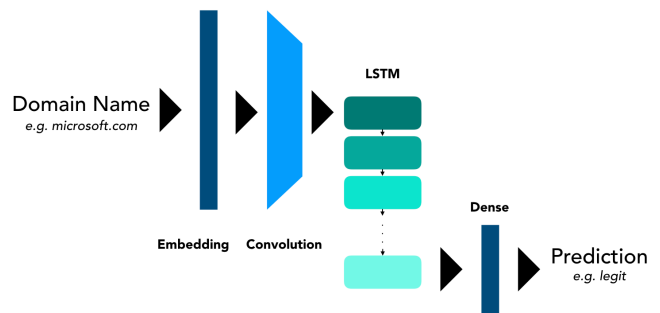 LSTM
Domain Name
e.g. microsoft.com
Embedding
Convolution
Dense
Prediction
e.g. legit